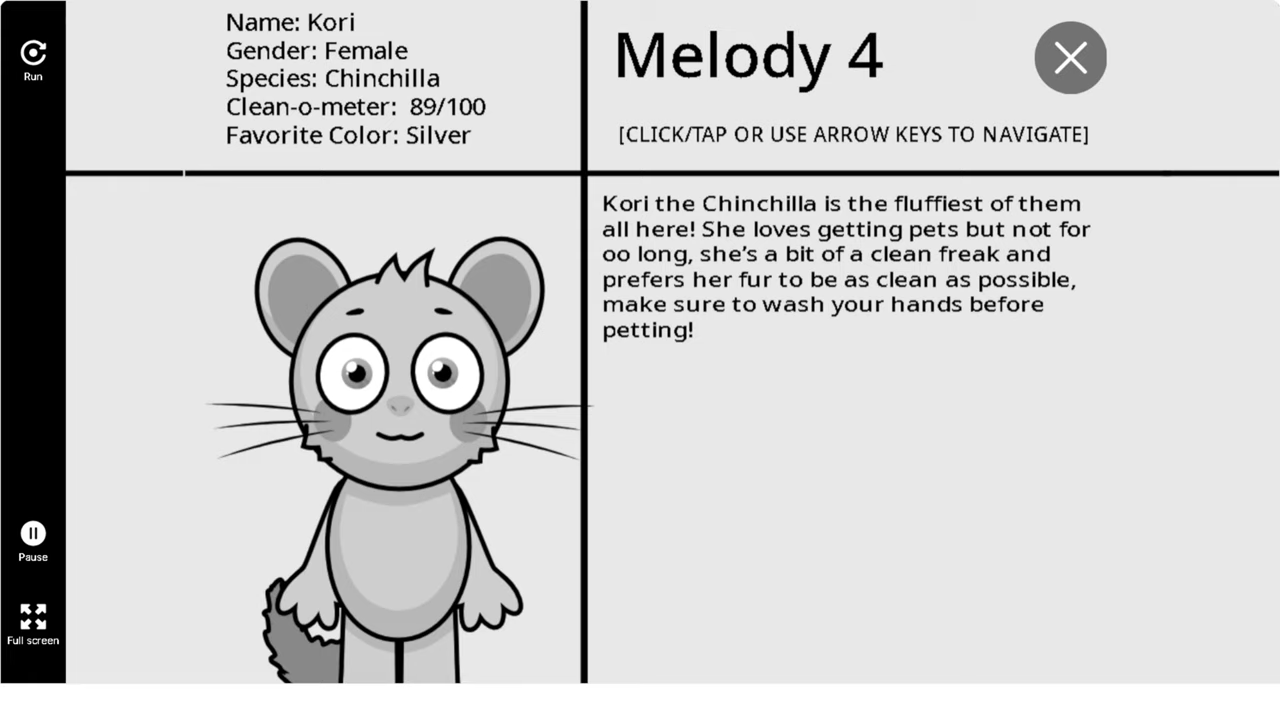 Run
Pause
Full screen
Name: Kori
Gender: Female
Species: Chinchilla
Clean-o-meter: 89/100
Favorite Color: Silver
Melody 4
[CLICK/TAP OR USE ARROW KEYS TO NAVIGATE]
Kori the Chinchilla is the fluffiest of them
all here! She loves getting pets but not for
oo long, she's a bit of a clean freak and
prefers her fur to be as clean as possible,
make sure to wash your hands before
petting!